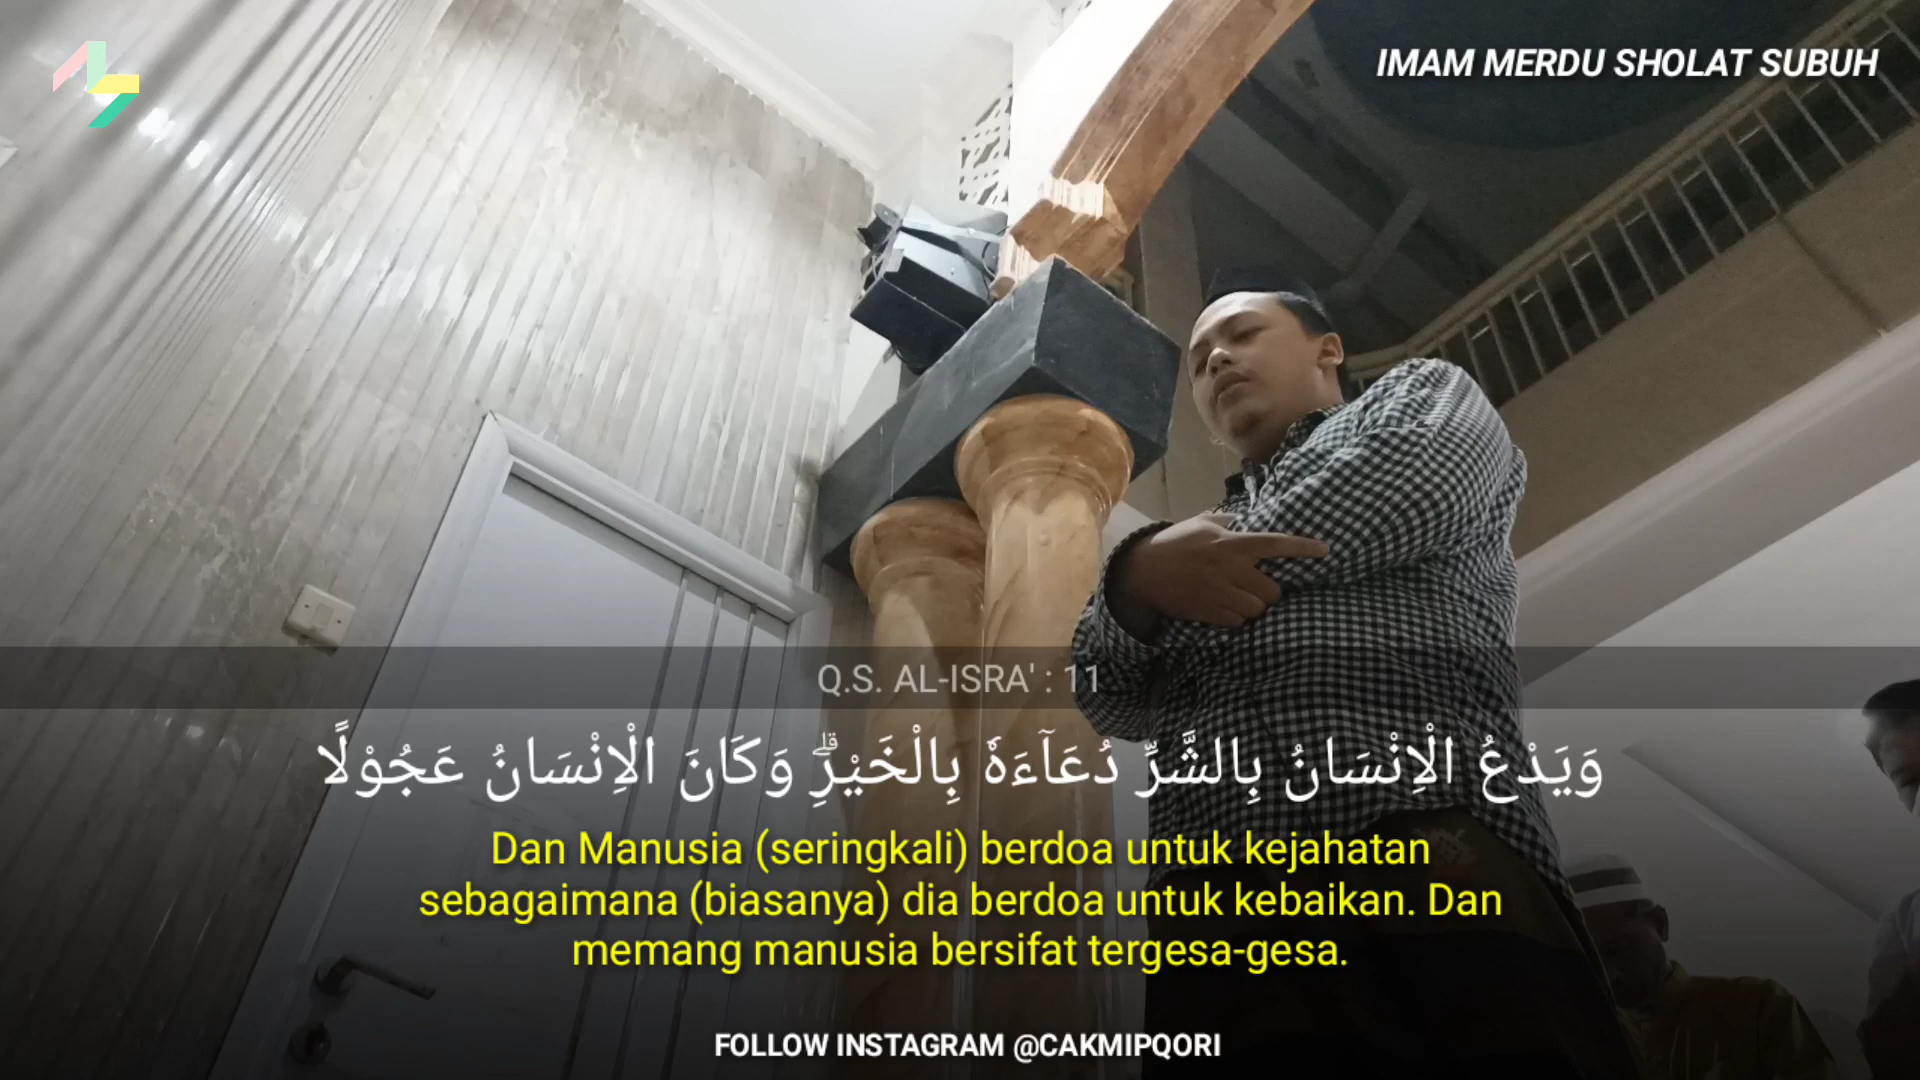 IMAM MERDU SHOLAT SUBUH
Q.S. AL-ISRA' : 11
وَيَدْعُ الْاِنْسَانُ بِالشَّرِّ دُعَاۤءَهٗ بِالْخَيْرِۗ وَكَانَ الْاِنْسَانُ عَجُوْلًا
Dan Manusia (seringkali) berdoa untuk kejahatan
sebagaimana (biasanya) dia berdoa untuk kebaikan. Dan
memang manusia bersifat tergesa-gesa.
FOLLOW INSTAGRAM @CAKMIPQORI